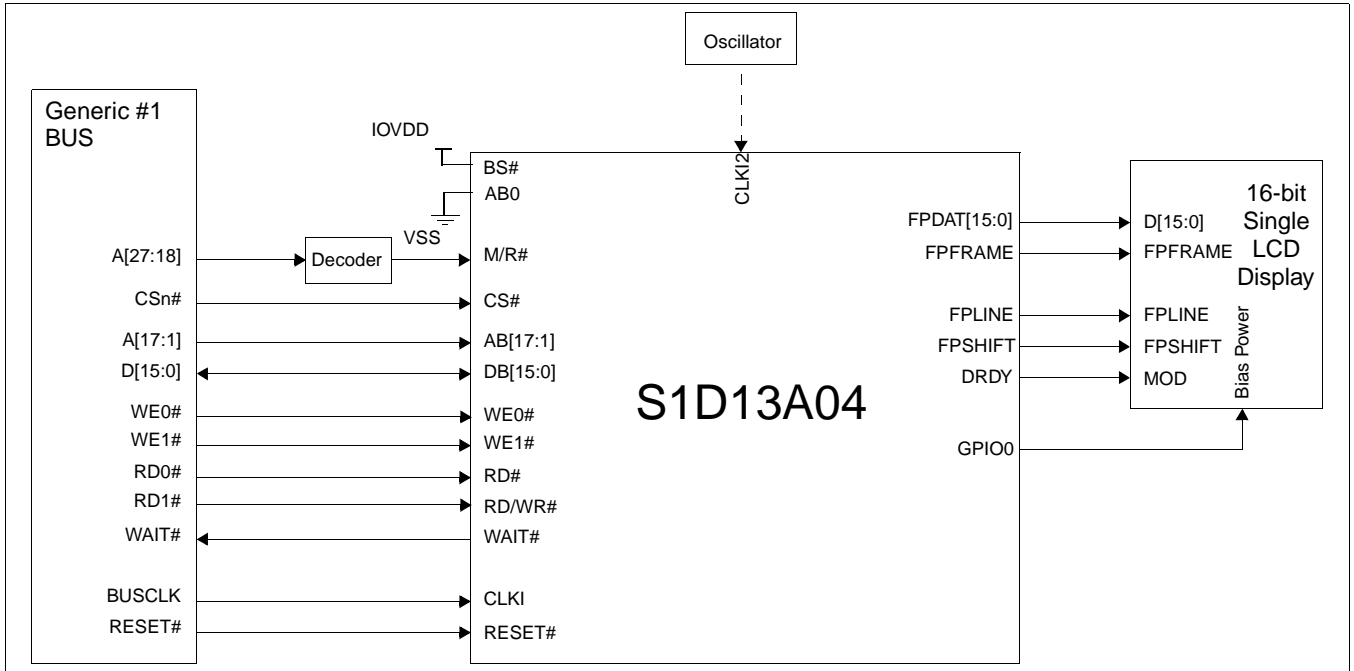 Oscillator
Generic #1
BUS
IOVDD
BS#
AB0
VSS
CLKI2
A[27:18]
Decoder
M/R#
CSn#
CS#
A[17:1]
AB[17:1]
D[15:0]
DB[15:0]
WE0#
WE0#
WE1#
WE1#
RD0#
RD#
RD1#
RD/WR#
WAIT#
WAIT#
BUSCLK
CLKI
RESET#
RESET#
S1D13A04
FPDAT[15:0]
D[15:0]
FPFRAME
FPFRAME
FPLINE
FPLINE
FPSHIFT
FPSHIFT
DRDY
MOD
GPIO0
16-bit
Single
LCD
Display
Bias Power